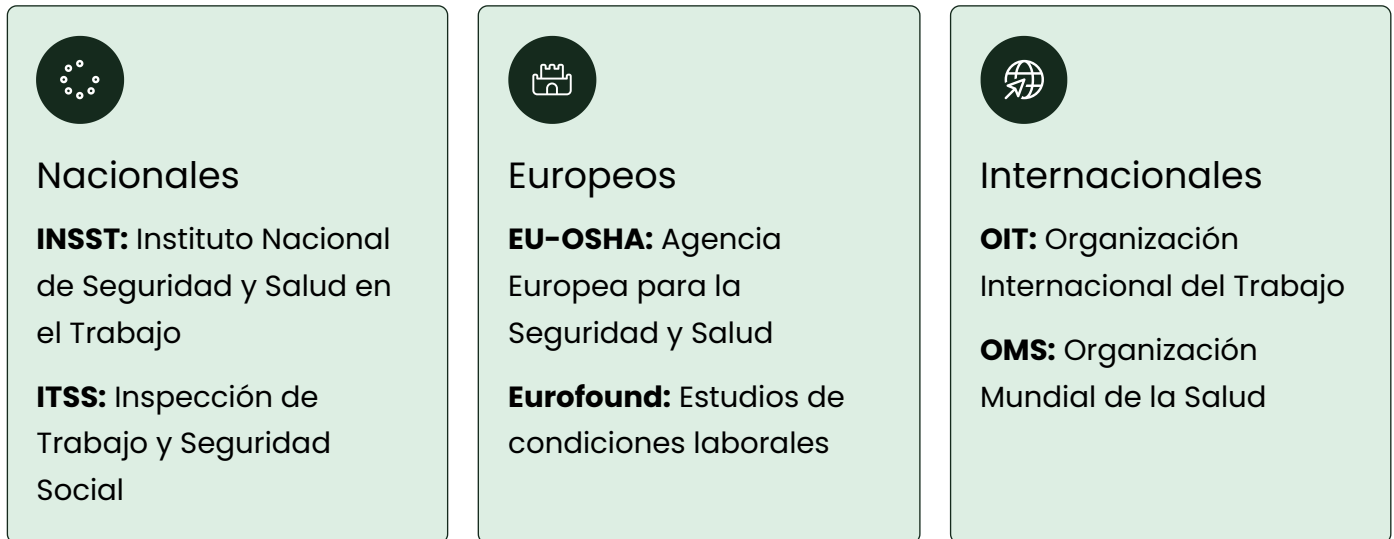 Nacionales
INSST: Instituto Nacional
de Seguridad y Salud en
el Trabajo
ITSS: Inspección de
Trabajo y Seguridad
Social
Europeos
EU-OSHA: Agencia
Europea para la
Seguridad y Salud
Eurofound: Estudios de
condiciones laborales
Internacionales
OIT: Organización
Internacional del Trabajo
OMS: Organización
Mundial de la Salud